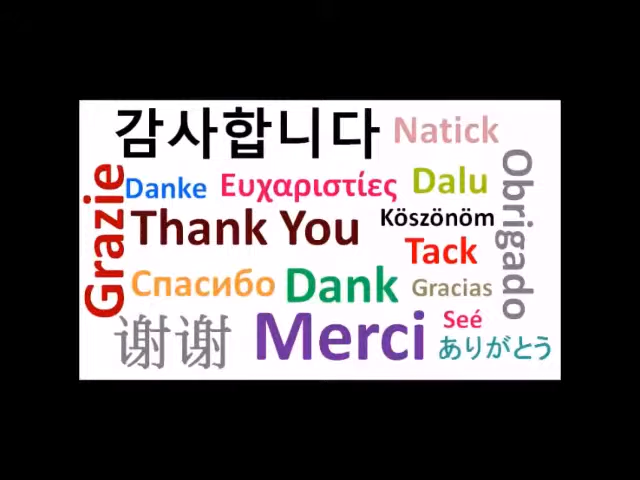 감사합니다
Natick
Grazie
Danke
Ευχαριστίες
Dalu
Obrigado
Thank You
Köszönöm
Tack
Спасибо
Dank
Gracias
谢谢
Merci
Seé
ありがとう